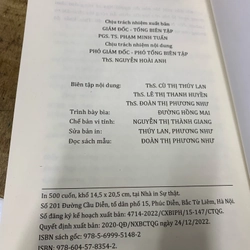 Chịu trách nhiệm xuất bản
GIÁM ĐỐC - TỔNG BIÊN TẬP
PGS. TS. PHẠM MINH TUẤN
Chịu trách nhiệm nội dung
PHÓ GIÁM ĐỐC - PHÓ TỔNG BIÊN TẬP
ThS. NGUYỄN HOÀI ANH
Biên tập nội dung: ThS. CÙ THỊ THÚY LAN
ThS. LÊ THỊ THANH HUYỀN
ThS. ĐOÀN THỊ PHƯƠNG NHƯ
Trình bày bìa: ĐƯỜNG HỒNG MAI
Chế bản vi tính: NGUYỄN THỊ THANH GIANG
Sửa bản in: THÚY LAN, PHƯƠNG NHƯ
Đọc sách mẫu: ĐOÀN THỊ PHƯƠNG NHƯ
In 500 cuốn, khổ 14,5 x 20,5 cm, tại Nhà in Sự thật.
Số 201 Đường Cầu Diễn, tổ dân phố 15, Phúc Diễn, Bắc Từ Liêm, Hà Nội.
Số đăng ký kế hoạch xuất bản: 4714-2022/CXBIPH/15-147/CTQG.
Quyết định xuất bản: 2020-QĐ/NXBCTQG ngày 24/12/2022.
ISBN gốc: 978-5-6999-5148-2
ISBN: 978-604-57-8354-2.